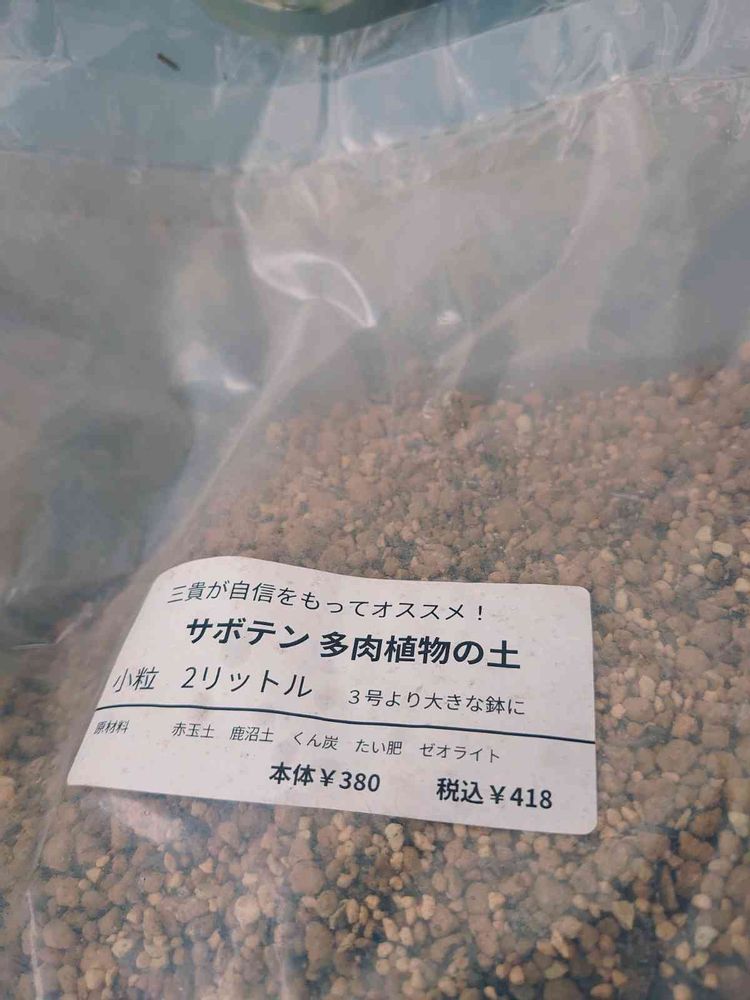 三貴が自信をもってオススメ！
サボテン 多肉植物の土
小粒 2リットル 3号より大きな鉢に
原材料 赤玉土 鹿沼土 くん炭 たい肥 ゼオライト
本体￥380 税込￥418